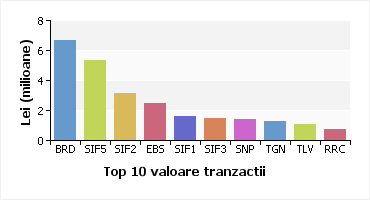 8
6
4
2
0
Lei (milioane)
BRD SIF5 SIF2 EBS SIF1 SIF3 SNP TGN TLV RRC
Top 10 valoare tranzactii